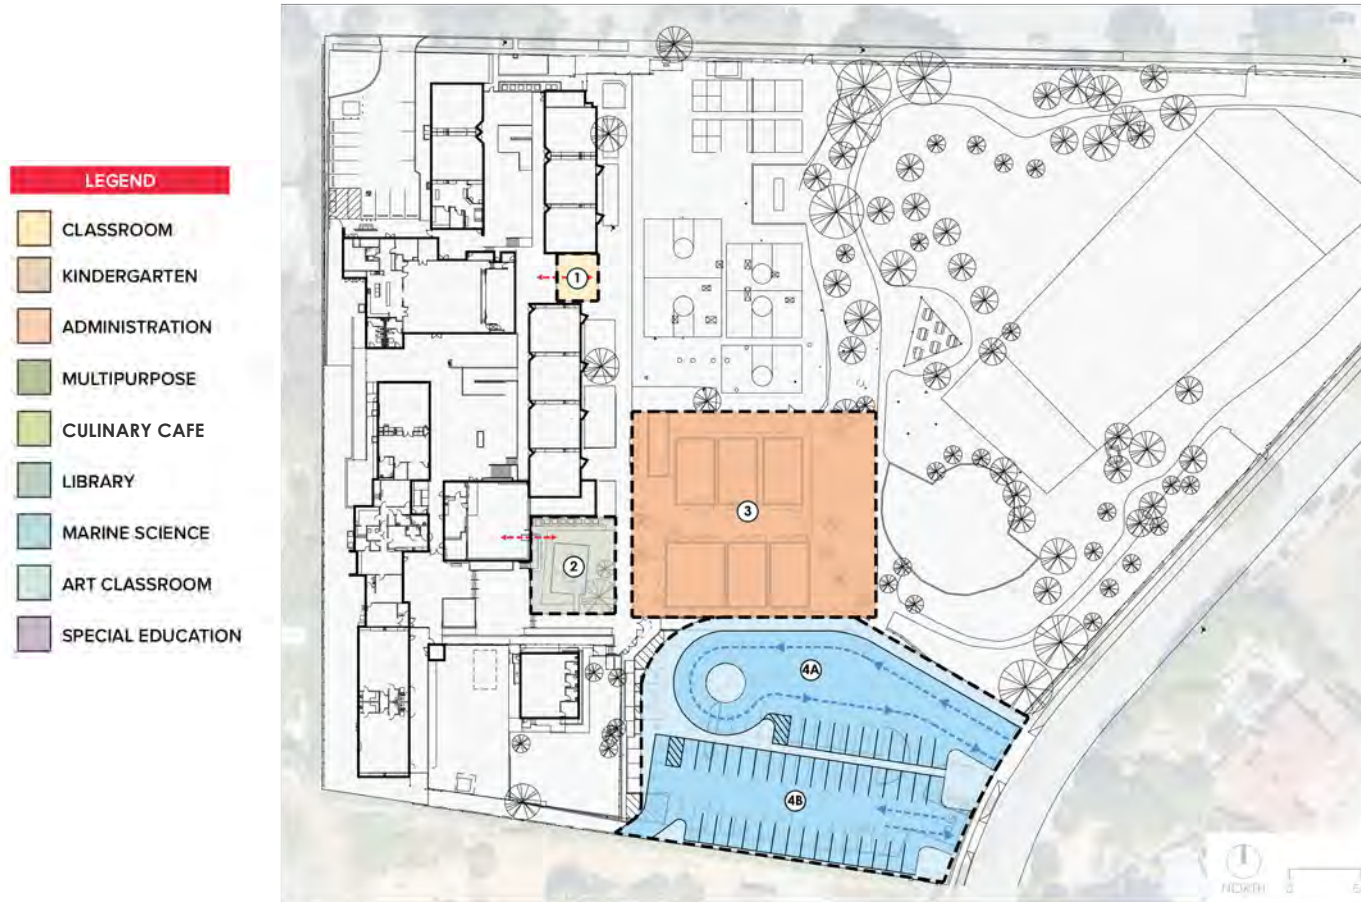 LEGEND
CLASSROOM
KINDERGARTEN
ADMINISTRATION
MULTIPURPOSE
CULINARY CAFE
LIBRARY
MARINE SCIENCE
ART CLASSROOM
SPECIAL EDUCATION
1
2
3
4A
4B
NORTH
0